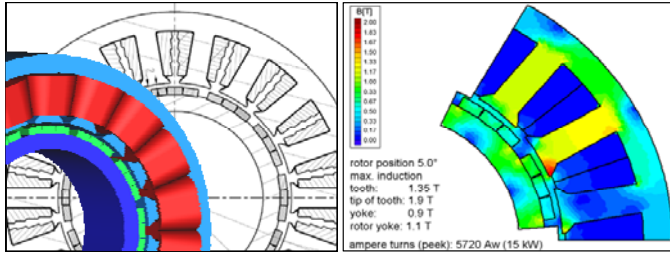 B[T]
2.00
1.83
1.67
1.50
1.33
1.17
1.00
0.83
0.67
0.50
0.33
0.17
0.00
rotor position 5.0°
max. induction
tooth: 1.35 T
tip of tooth: 1.9 T
yoke: 0.9 T
rotor yoke: 1.1 T
ampere turns (peek): 5720 Aw (15 kW)